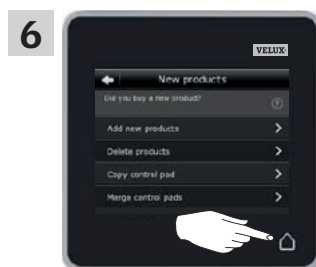 6
VELUX
New products
Did you buy a new product?
Add new products
Delete products
Copy control pad
Merge control pads